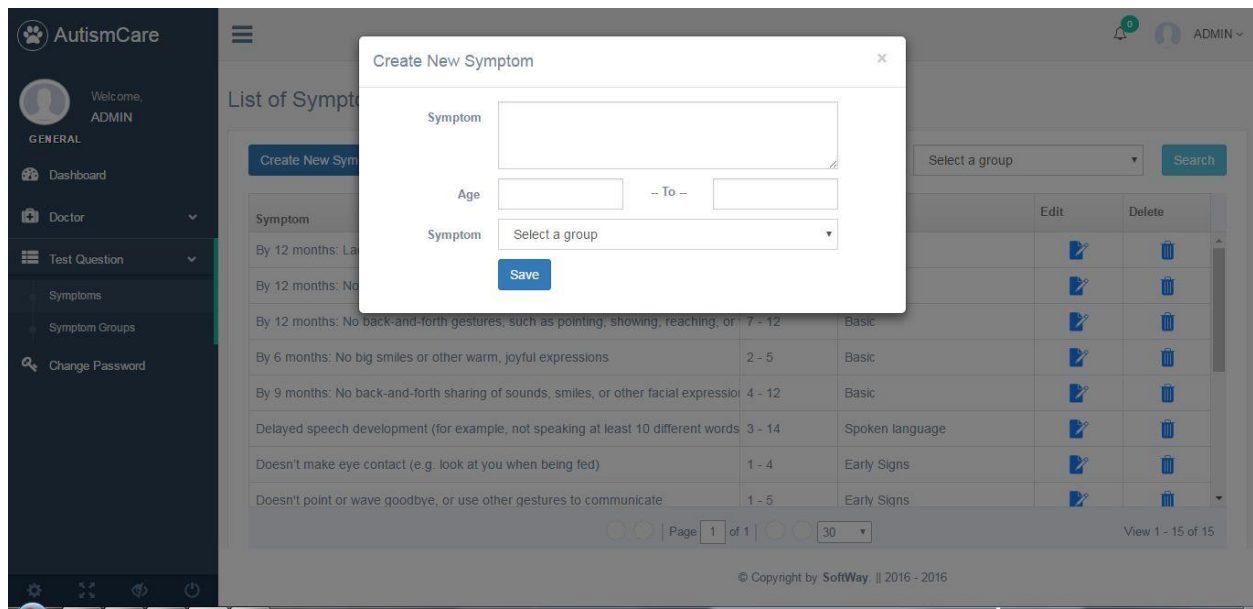 AutismCare
0
ADMIN
Welcome,
ADMIN
GENERAL
Dashboard
Doctor
Test Question
Symptoms
Symptom Groups
Change Password
Create New Symptom ×
Symptom
Age -- To --
Symptom Select a group
Save
List of Sympto
Create New Sym Select a group Search
Symptom Edit Delete
By 12 months: La
By 12 months: No
By 12 months: No back-and-forth gestures, such as pointing, showing, reaching, or 7 - 12 Basic
By 6 months: No big smiles or other warm, joyful expressions 2 - 5 Basic
By 9 months: No back-and-forth sharing of sounds, smiles, or other facial expressio 4 - 12 Basic
Delayed speech development (for example, not speaking at least 10 different words 3 - 14 Spoken language
Doesn't make eye contact (e.g. look at you when being fed) 1 - 4 Early Signs
Doesn't point or wave goodbye, or use other gestures to communicate 1 - 5 Early Signs
Page 1 of 1 30 View 1 - 15 of 15
© Copyright by SoftWay. || 2016 - 2016